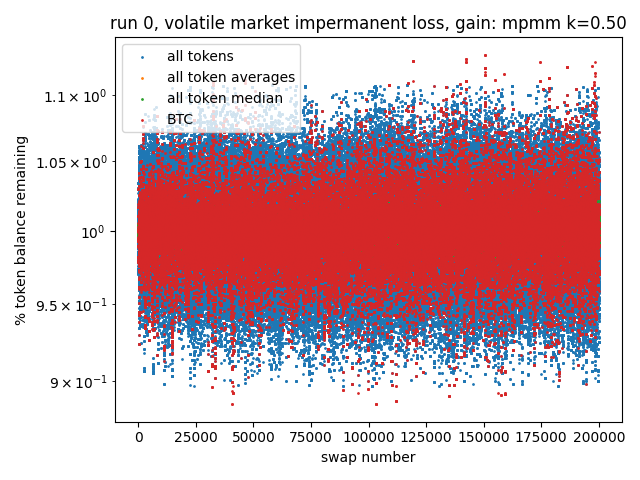 run 0, volatile market impermanent loss, gain: mpmm k=0.50
all tokens
all token averages
all token median
BTC
1.1 × 10⁰
1.05 × 10⁰
10⁰
9.5 × 10⁻¹
9 × 10⁻¹
% token balance remaining
0 25000 50000 75000 100000 125000 150000 175000 200000
swap number